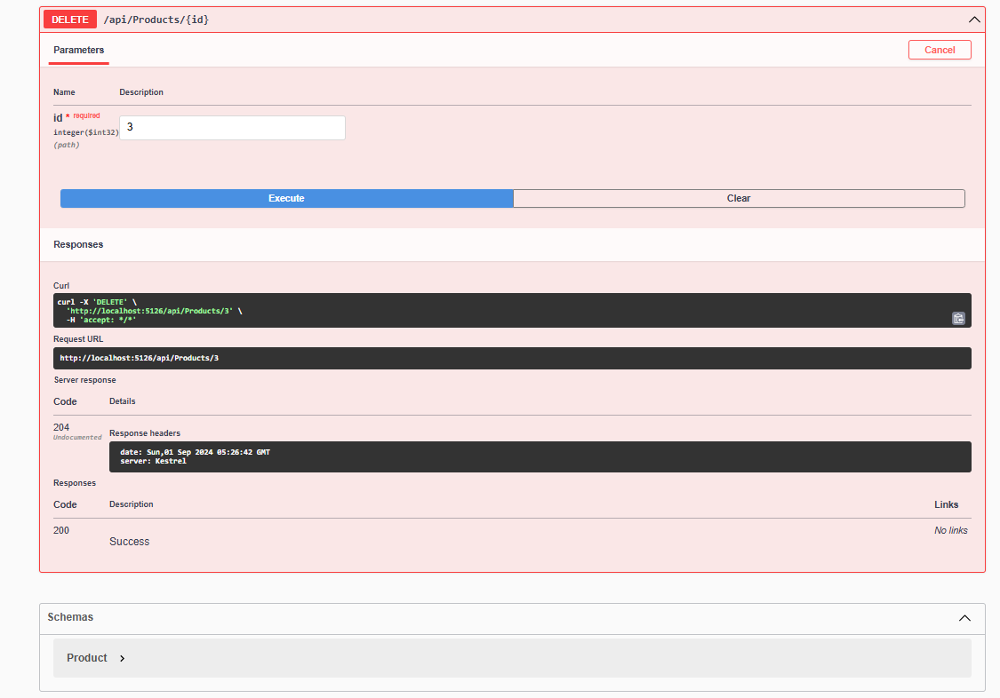 DELETE /api/Products/{id}
Parameters
Cancel
Name Description
id * required
integer($int32)
(path)
3
Execute Clear
Responses
Curl
curl -X 'DELETE' \
'http://localhost:5126/api/Products/3' \
-H 'accept: */*'
Request URL
http://localhost:5126/api/Products/3
Server response
Code Details
204
Undocumented
Response headers
date: Sun,01 Sep 2024 05:26:42 GMT
server: Kestrel
Responses
Code Description Links
200
Success
No links
Schemas
Product